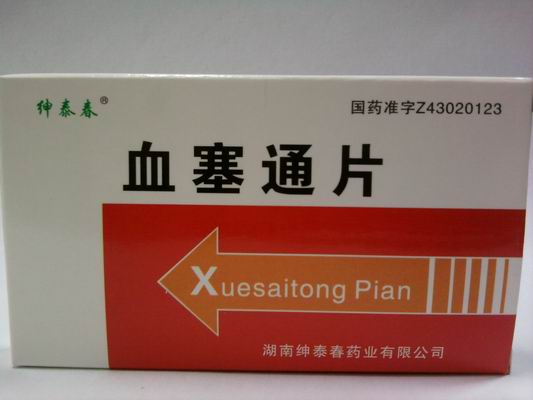 绅泰春®
国药准字Z43020123
血塞通片
Xuesaitong Pian
湖南绅泰春药业有限公司